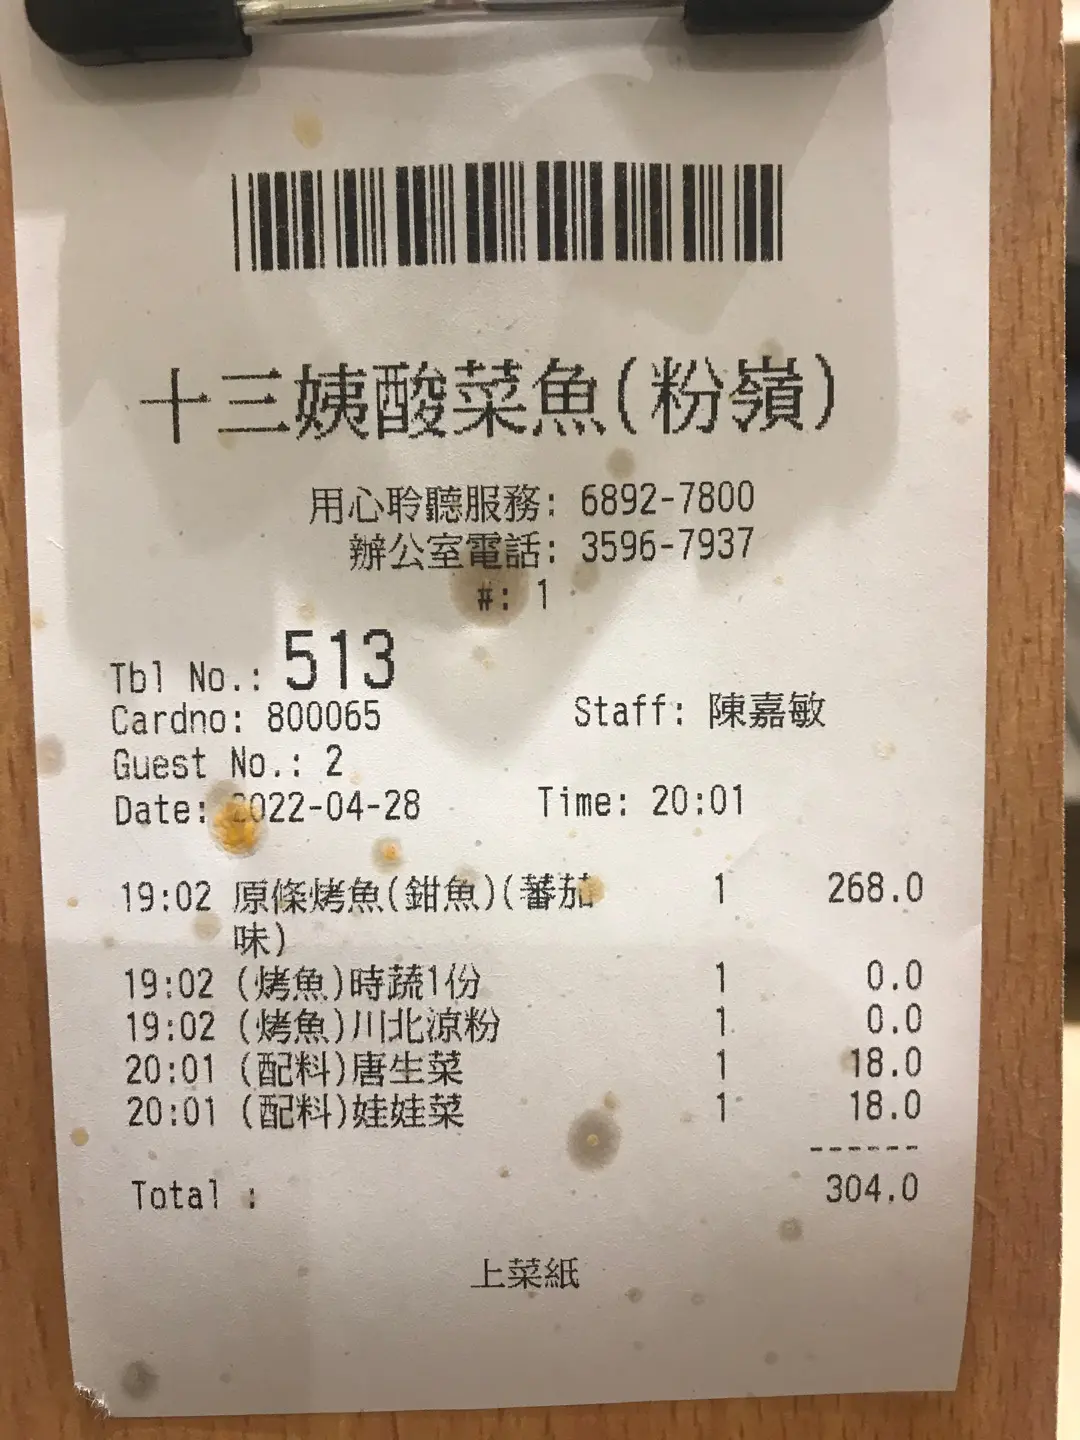 十三姨酸菜魚(粉嶺)
用心聆聽服務: 6892-7800
辦公室電話: 3596-7937
#: 1
Tbl No.: 513
Cardno: 800065 Staff: 陳嘉敏
Guest No.: 2
Date: 2022-04-28 Time: 20:01
19:02 原條烤魚(鉗魚)(蕃茄 1 268.0
味)
19:02 (烤魚)時蔬1份 1 0.0
19:02 (烤魚)川北涼粉 1 0.0
20:01 (配料)唐生菜 1 18.0
20:01 (配料)娃娃菜 1 18.0
------
Total : 304.0
上菜紙